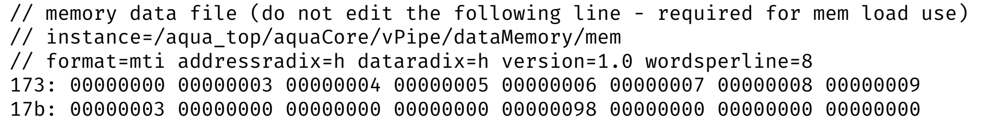 // memory data file (do not edit the following line - required for mem load use)
// instance=/aqua_top/aquaCore/vPipe/dataMemory/mem
// format=mti addressradix=h dataradix=h version=1.0 wordsperline=8
173: 00000000 00000003 00000004 00000005 00000006 00000007 00000008 00000009
17b: 00000003 00000000 00000000 00000000 00000098 00000000 00000000 00000000